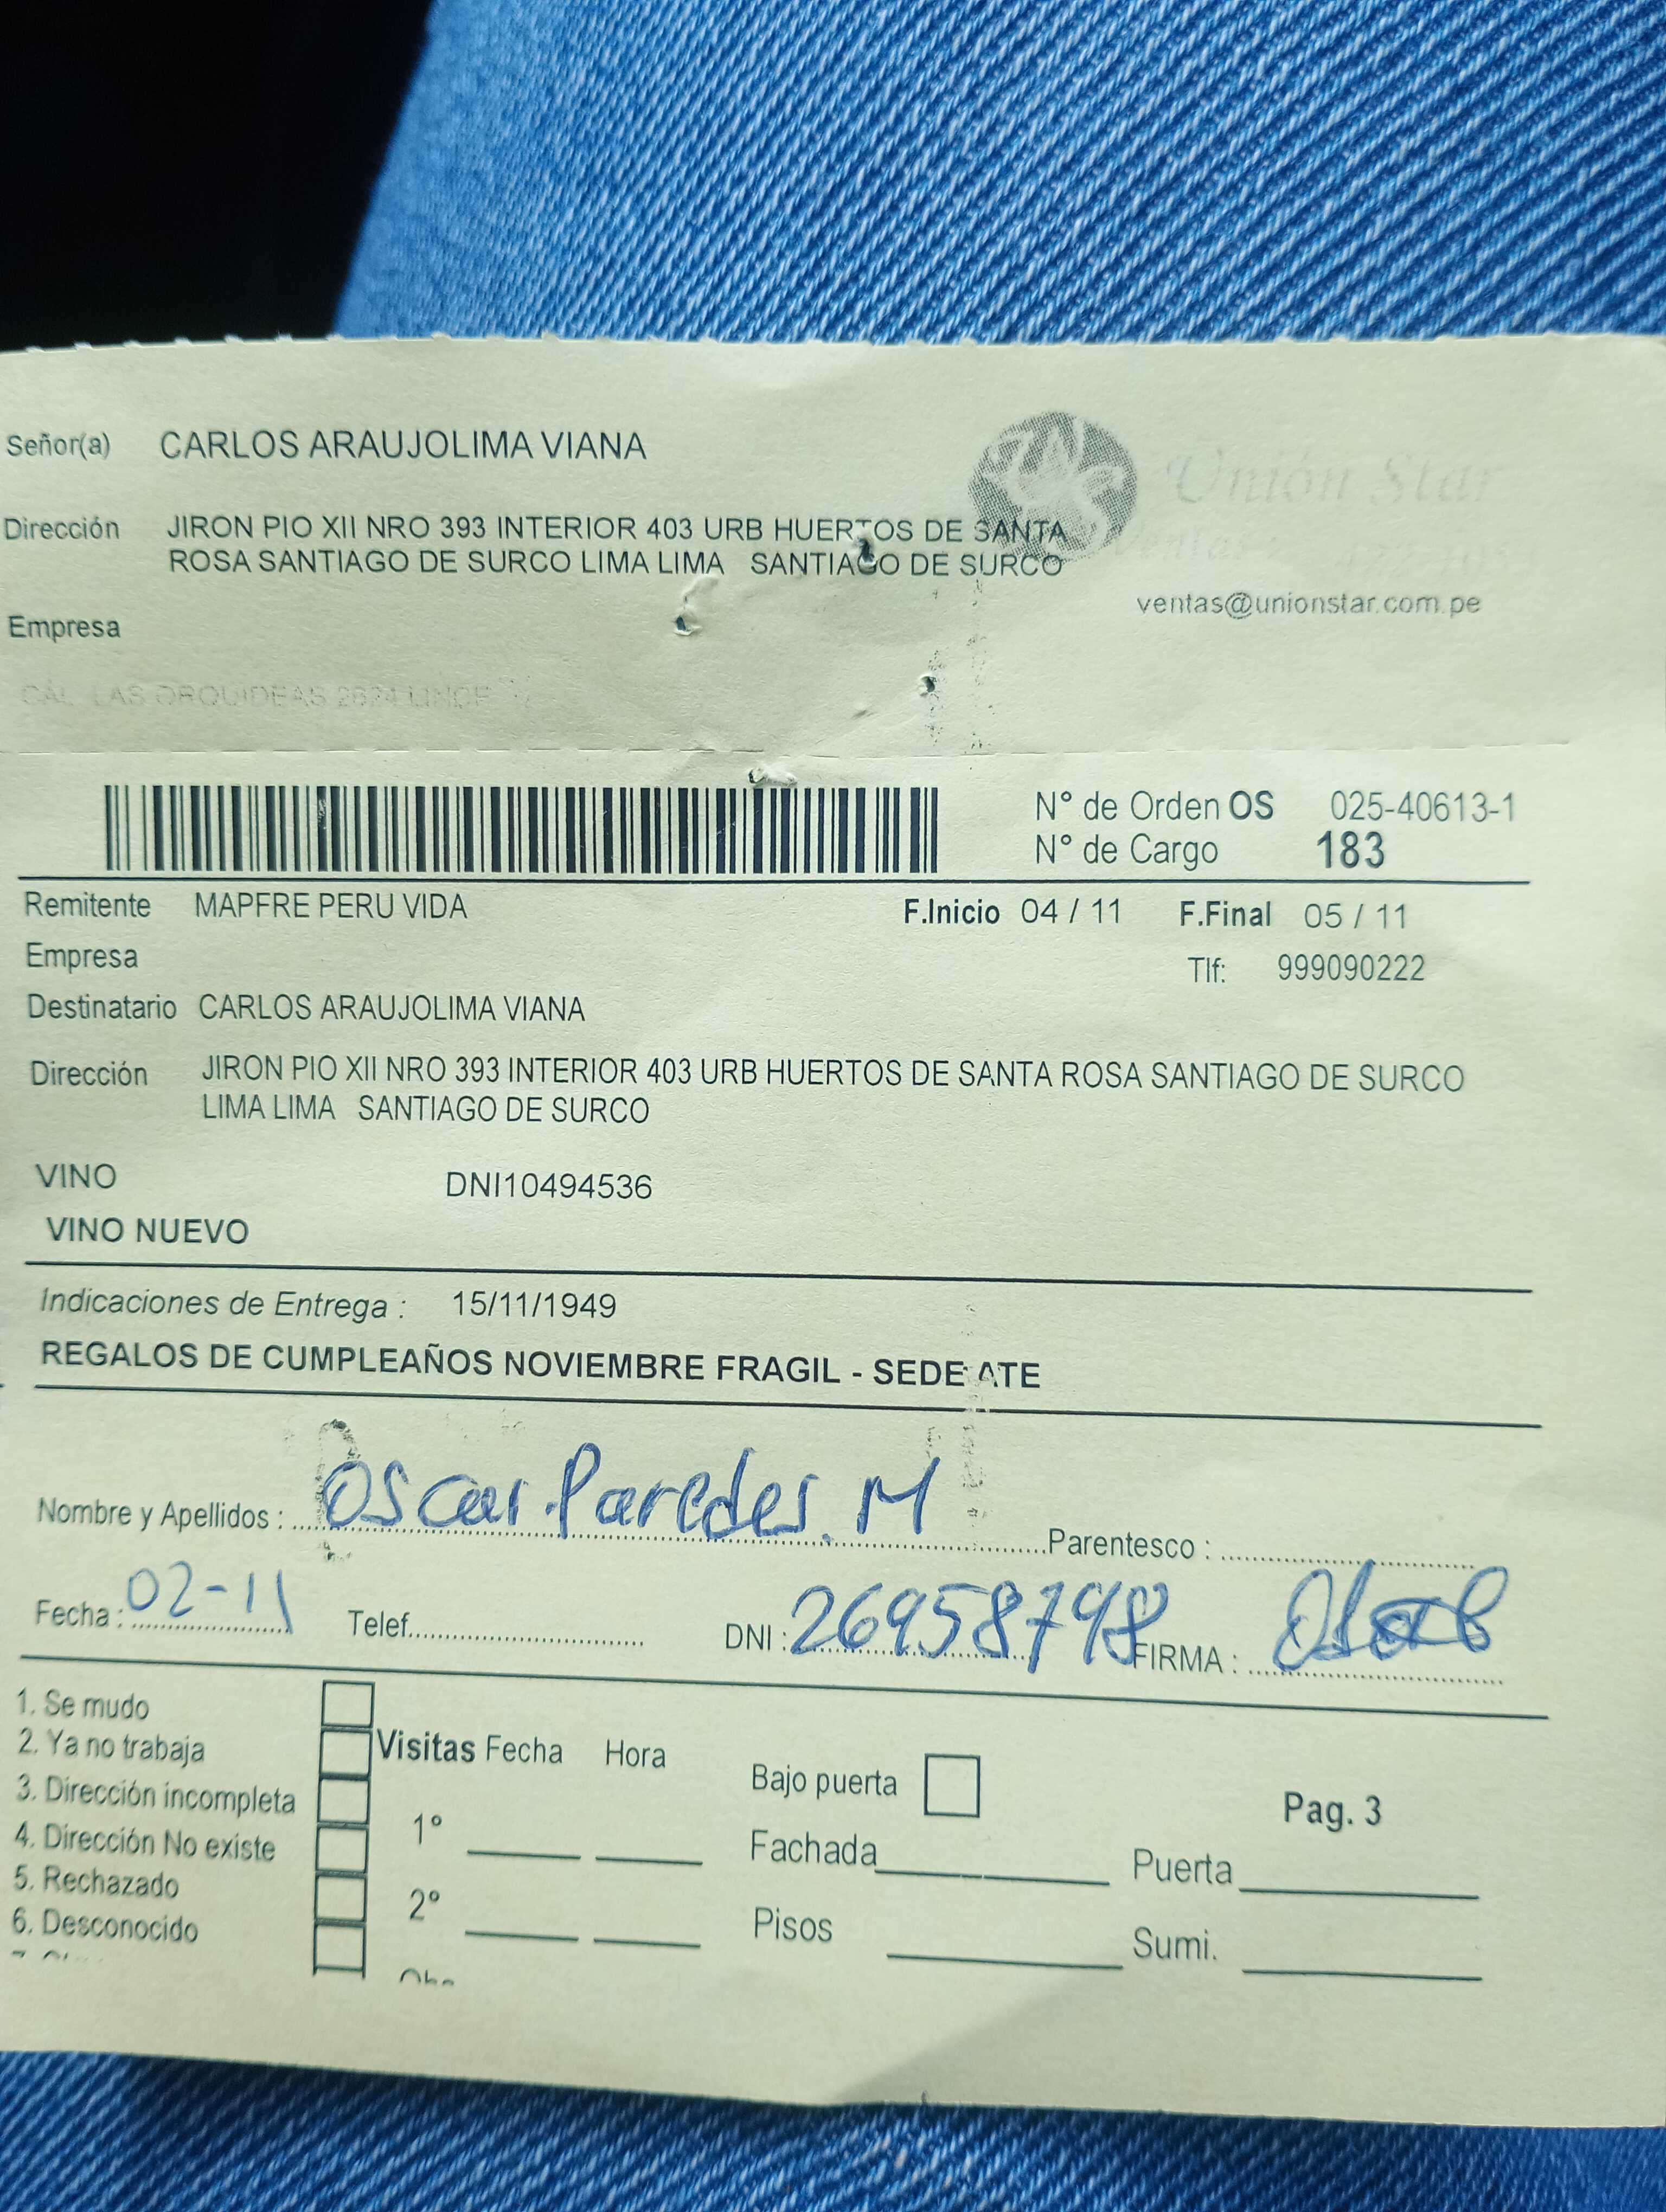 Señor(a) CARLOS ARAUJOLIMA VIANA
Unión Star
Dirección JIRON PIO XII NRO 393 INTERIOR 403 URB HUERTOS DE SANTA
ROSA SANTIAGO DE SURCO LIMA LIMA SANTIAGO DE SURCO
ventas@unionstar.com.pe
Empresa
CAL LAS ORQUIDEAS 2624 LINCE
N° de Orden OS 025-40613-1
N° de Cargo 183
Remitente MAPFRE PERU VIDA F.Inicio 04 / 11 F.Final 05 / 11
Empresa Tlf: 999090222
Destinatario CARLOS ARAUJOLIMA VIANA
Dirección JIRON PIO XII NRO 393 INTERIOR 403 URB HUERTOS DE SANTA ROSA SANTIAGO DE SURCO
LIMA LIMA SANTIAGO DE SURCO
VINO DNI10494536
VINO NUEVO
Indicaciones de Entrega : 15/11/1949
REGALOS DE CUMPLEAÑOS NOVIEMBRE FRAGIL - SEDE ATE
Nombre y Apellidos : Oscar Paredes. M Parentesco :
Fecha : 02-11 Telef. DNI : 26958798 FIRMA :
1. Se mudo
2. Ya no trabaja Visitas Fecha Hora
3. Dirección incompleta Bajo puerta Pag. 3
4. Dirección No existe 1° Fachada Puerta
5. Rechazado
6. Desconocido 2° Pisos Sumi.